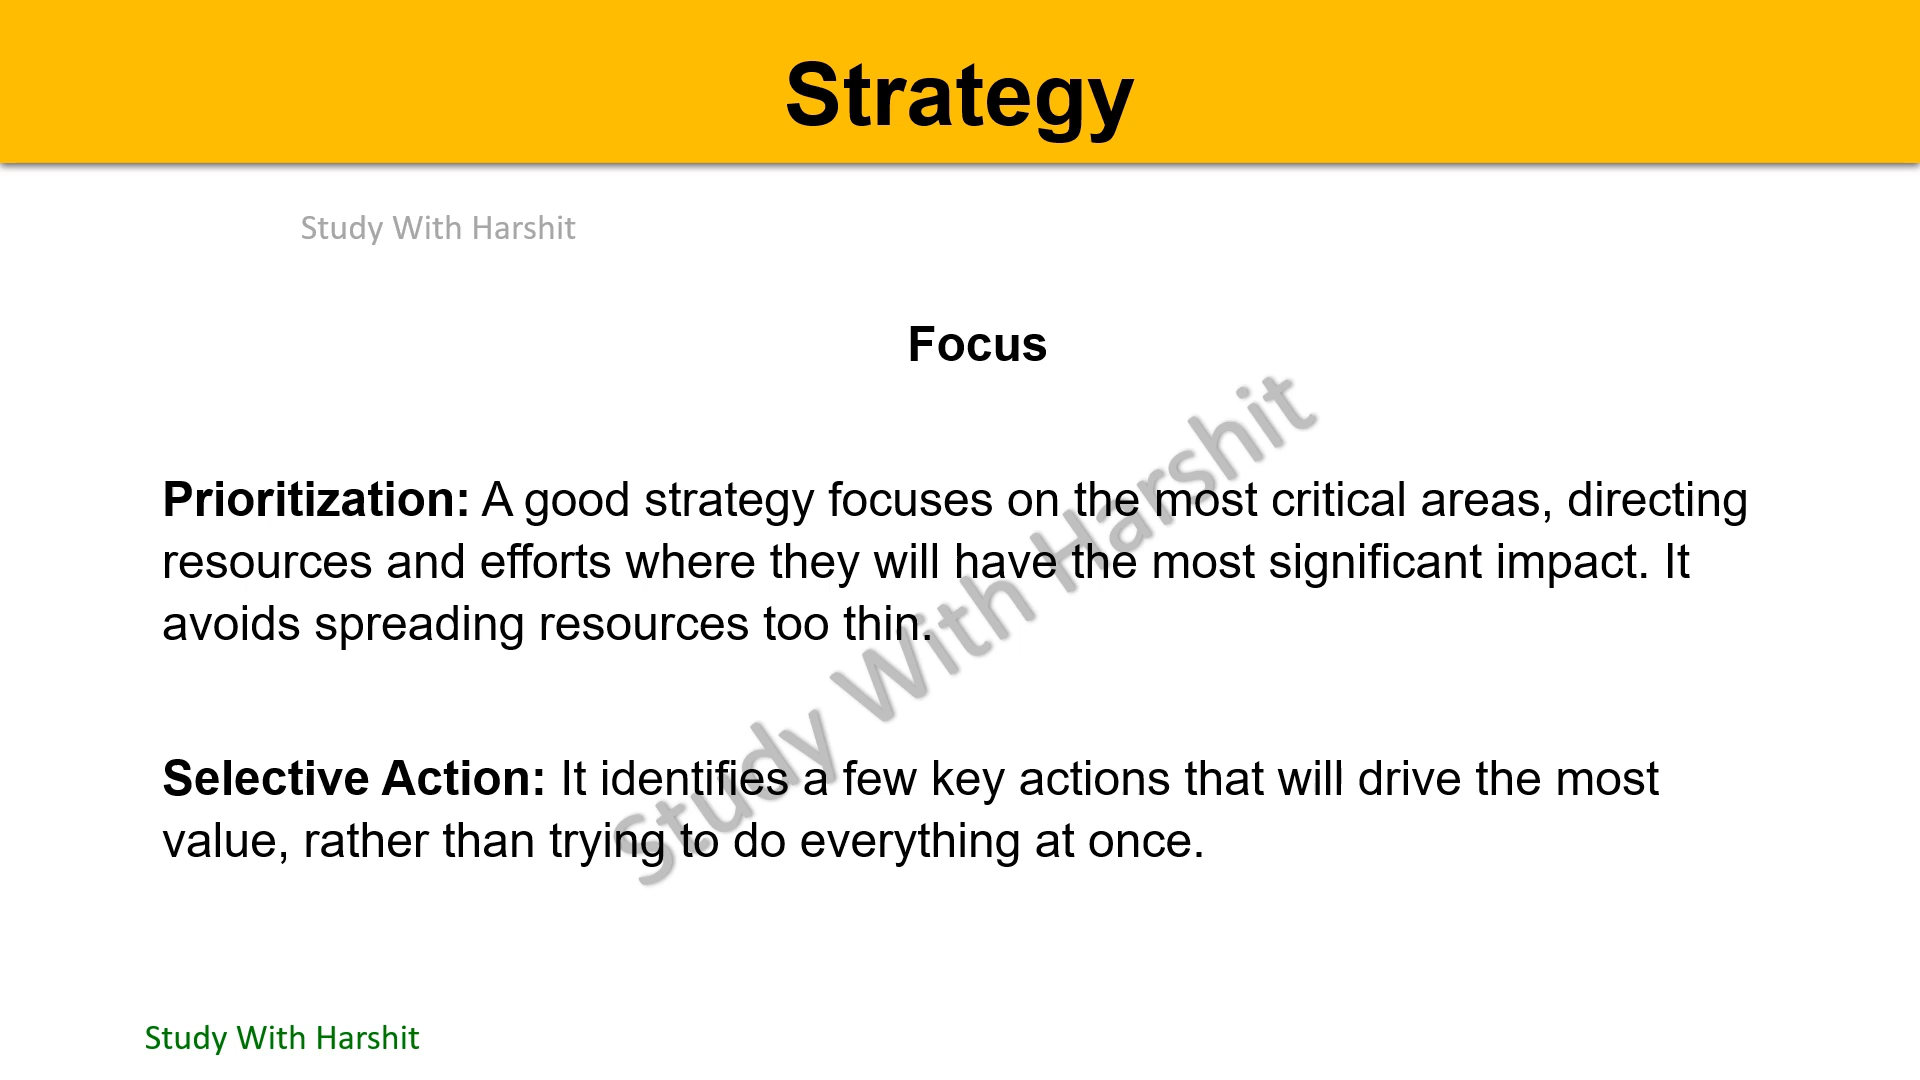 Strategy
Study With Harshit
Focus
Prioritization: A good strategy focuses on the most critical areas, directing
resources and efforts where they will have the most significant impact. It
avoids spreading resources too thin.
Study With Harshit
Selective Action: It identifies a few key actions that will drive the most
value, rather than trying to do everything at once.
Study With Harshit